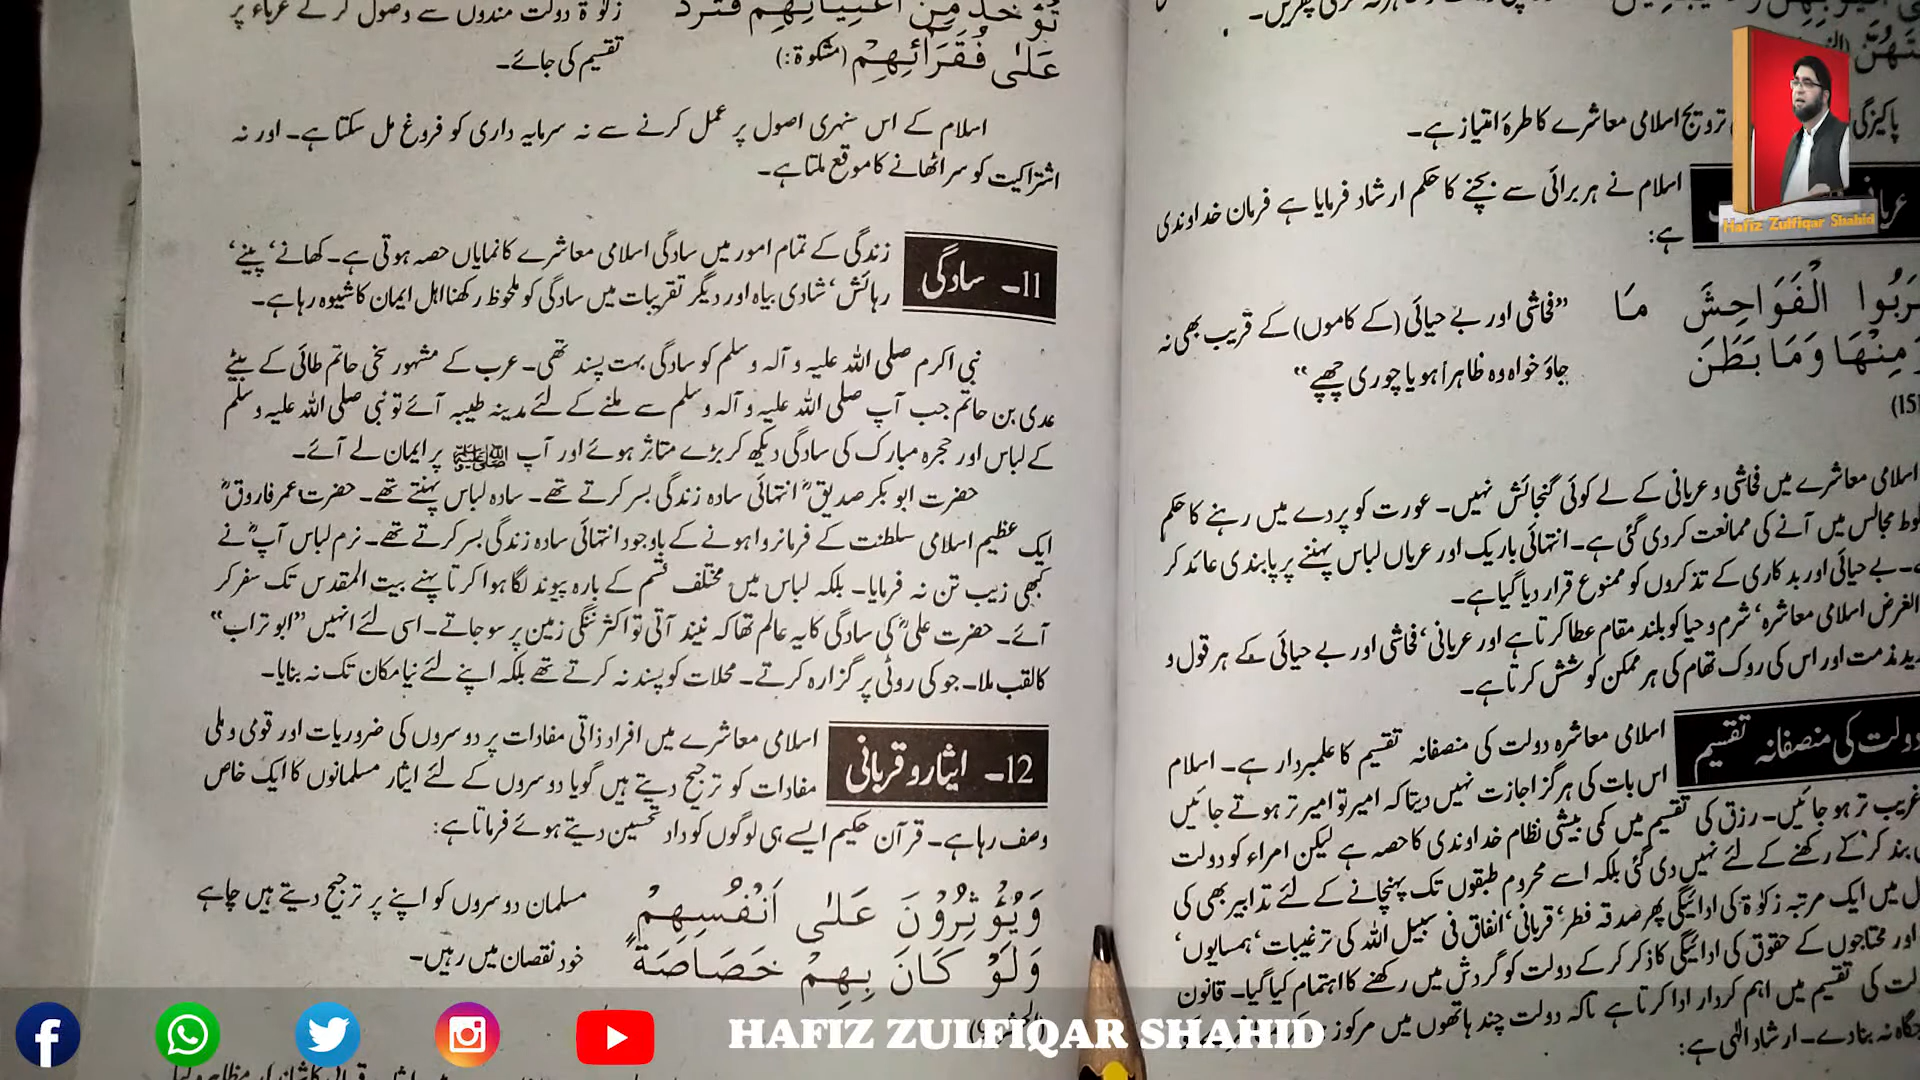 پاکیزگی
ترویج اسلامی معاشرے کا طرہ امتیاز ہے۔
اسلام نے ہر برائی سے بچنے کا حکم ارشاد فرمایا ہے فرمان خداوندی
ہے:
الْفَوَاحِشَ مَا
مِنْهَا وَمَا بَطَنَ
“فحاشی اور بے حیائی (کے کاموں) کے قریب بھی نہ
جاؤ خواہ وہ ظاہراً ہو یا چوری چھپے”
اسلامی معاشرے میں فحاشی و عریانی کے لے کوئی گنجائش نہیں۔ عورت کو پردے میں رہنے کا حکم
مجالس میں آنے کی ممانعت کر دی گئی ہے۔ انتہائی باریک اور عریاں لباس پہننے پر پابندی عائد کر
بے حیائی اور بدکاری کے تذکروں کو ممنوع قرار دیا گیا ہے۔
الغرض اسلامی معاشرہ‘ شرم و حیا کو بلند مقام عطا کرتا ہے اور عریانی‘ فحاشی اور بے حیائی کے ہر قول و
مذمت اور اس کی روک تھام کی ہر ممکن کوشش کرتا ہے۔
دولت کی منصفانہ تقسیم
اسلامی معاشرہ دولت کی منصفانہ تقسیم کا علمبردار ہے۔ اسلام
اس بات کی ہرگز اجازت نہیں دیتا کہ امیر تو امیر تر ہوتے جائیں
غریب تر ہو جائیں۔ رزق کی تقسیم میں کمی بیشی نظام خداوندی کا حصہ ہے لیکن امراء کو دولت
بند کر کے رکھنے کے لئے نہیں دی گئی بلکہ اسے محروم طبقوں تک پہنچانے کے لئے تدابیر بھی کی
میں ایک مرتبہ زکوٰۃ کی ادائیگی پھر صدقہ فطر‘ قربانی‘ انفاق فی سبیل اللہ کی ترغیبات‘ ہمسایوں‘
اور محتاجوں کے حقوق کی ادائیگی کا ذکر کر کے دولت کو گردش میں رکھنے کا اہتمام کیا گیا۔ قانون
کی تقسیم میں اہم کردار ادا کرتا ہے تاکہ دولت چند ہاتھوں میں مرکوز
نہ بنا دے۔ ارشاد الٰہی ہے:
تُؤْخَذُ مِنْ اَغْنِيَائِهِمْ فَتُرَدُّ
عَلٰى فُقَرَائِهِمْ (مشکوۃ:)
زکوٰۃ دولت مندوں سے وصول کر کے غرباء پر
تقسیم کی جائے۔
اسلام کے اس سنہری اصول پر عمل کرنے سے نہ سرمایہ داری کو فروغ مل سکتا ہے۔ اور نہ
اشتراکیت کو سر اٹھانے کا موقع ملتا ہے۔
11۔ سادگی
زندگی کے تمام امور میں سادگی اسلامی معاشرے کا نمایاں حصہ ہوتی ہے۔ کھانے‘ پینے‘
رہائش‘ شادی بیاہ اور دیگر تقریبات میں سادگی کو ملحوظ رکھنا اہل ایمان کا شیوہ رہا ہے۔
نبی اکرم صلی اللہ علیہ و آلہ وسلم کو سادگی بہت پسند تھی۔ عرب کے مشہور سخی حاتم طائی کے بیٹے
عدی بن حاتم جب آپ صلی اللہ علیہ و آلہ وسلم سے ملنے کے لئے مدینہ طیبہ آئے تو نبی صلی اللہ علیہ وسلم
کے لباس اور حجرہ مبارک کی سادگی دیکھ کر بڑے متاثر ہوئے اور آپ ﷺ پر ایمان لے آئے۔
حضرت ابو بکر صدیقؓ انتہائی سادہ زندگی بسر کرتے تھے۔ سادہ لباس پہنتے تھے۔ حضرت عمر فاروقؓ
ایک عظیم اسلامی سلطنت کے فرمانروا ہونے کے باوجود انتہائی سادہ زندگی بسر کرتے تھے۔ نرم لباس آپؓ نے
کبھی زیب تن نہ فرمایا۔ بلکہ لباس میں مختلف قسم کے بارہ پیوند لگا ہوا کرتا پہنے بیت المقدس تک سفر کر
آئے۔ حضرت علیؓ کی سادگی کا یہ عالم تھا کہ نیند آتی تو اکثر ننگی زمین پر سو جاتے۔ اسی لئے انہیں “ابو تراب”
کا لقب ملا۔ جو کی روٹی پر گزارہ کرتے۔ محلات کو پسند نہ کرتے تھے بلکہ اپنے لئے نیا مکان تک نہ بنایا۔
12۔ ایثار و قربانی
اسلامی معاشرے میں افراد ذاتی مفادات پر دوسروں کی ضروریات اور قومی و ملی
مفادات کو ترجیح دیتے ہیں گویا دوسروں کے لئے ایثار مسلمانوں کا ایک خاص
وصف رہا ہے۔ قرآن حکیم ایسے ہی لوگوں کو داد تحسین دیتے ہوئے فرماتا ہے:
وَيُؤْثِرُوْنَ عَلٰى اَنْفُسِهِمْ
وَلَوْ كَانَ بِهِمْ خَصَاصَةٌ
مسلمان دوسروں کو اپنے پر ترجیح دیتے ہیں چاہے
خود نقصان میں رہیں۔
Hafiz Zulfiqar Shahid
HAFIZ ZULFIQAR SHAHID